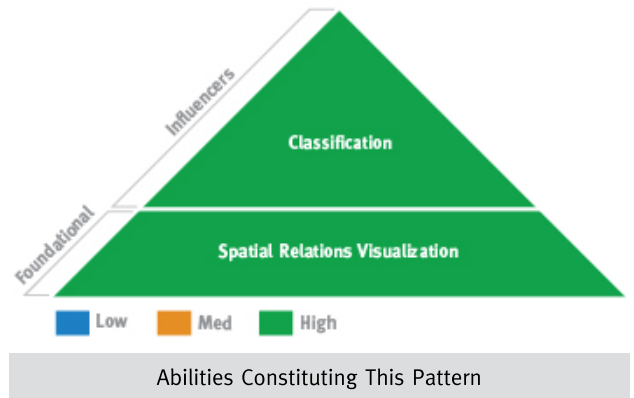 Influencers
Classification
Foundational
Spatial Relations Visualization
Low
Med
High
Abilities Constituting This Pattern